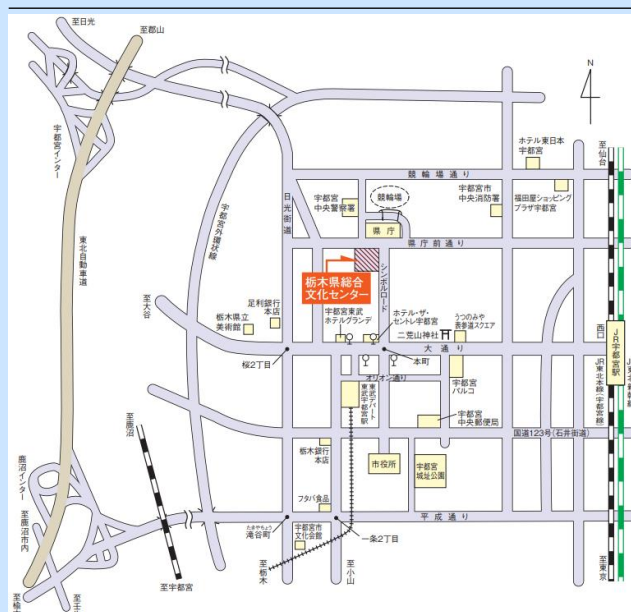 至日光
至郡山
N
宇都宮インター
ホテル東日本
宇都宮
至仙台
競輪場通り
日光街道
宇都宮
中央警察署
競輪場
宇都宮市
中央消防署
福田屋ショッピング
プラザ宇都宮
宇都宮外環状線
県庁
県庁前通り
東北自動車道
栃木県総合
文化センター
シンボルロード
至大谷
足利銀行
本店
栃木県立
美術館
宇都宮東武
ホテルグランデ
ホテル・ザ・
セントレ宇都宮
うつのみや
表参道スクエア
二荒山神社
西口
JR宇都宮駅
大通り
桜2丁目
本町
オリオン通り
東武デパート
東武宇都宮駅
宇都宮
パルコ
JR東北本線(宇都宮線)
JR東北新幹線
宇都宮
中央郵便局
国道123号(石井街道)
至鹿沼
栃木銀行
本店
市役所
宇都宮
城址公園
鹿沼インター
至鹿沼市内
フタバ食品
平成通り
たきやちょう
滝谷町
宇都宮市
文化会館
一条2丁目
至栃木
至小山
至宇都宮
至東京